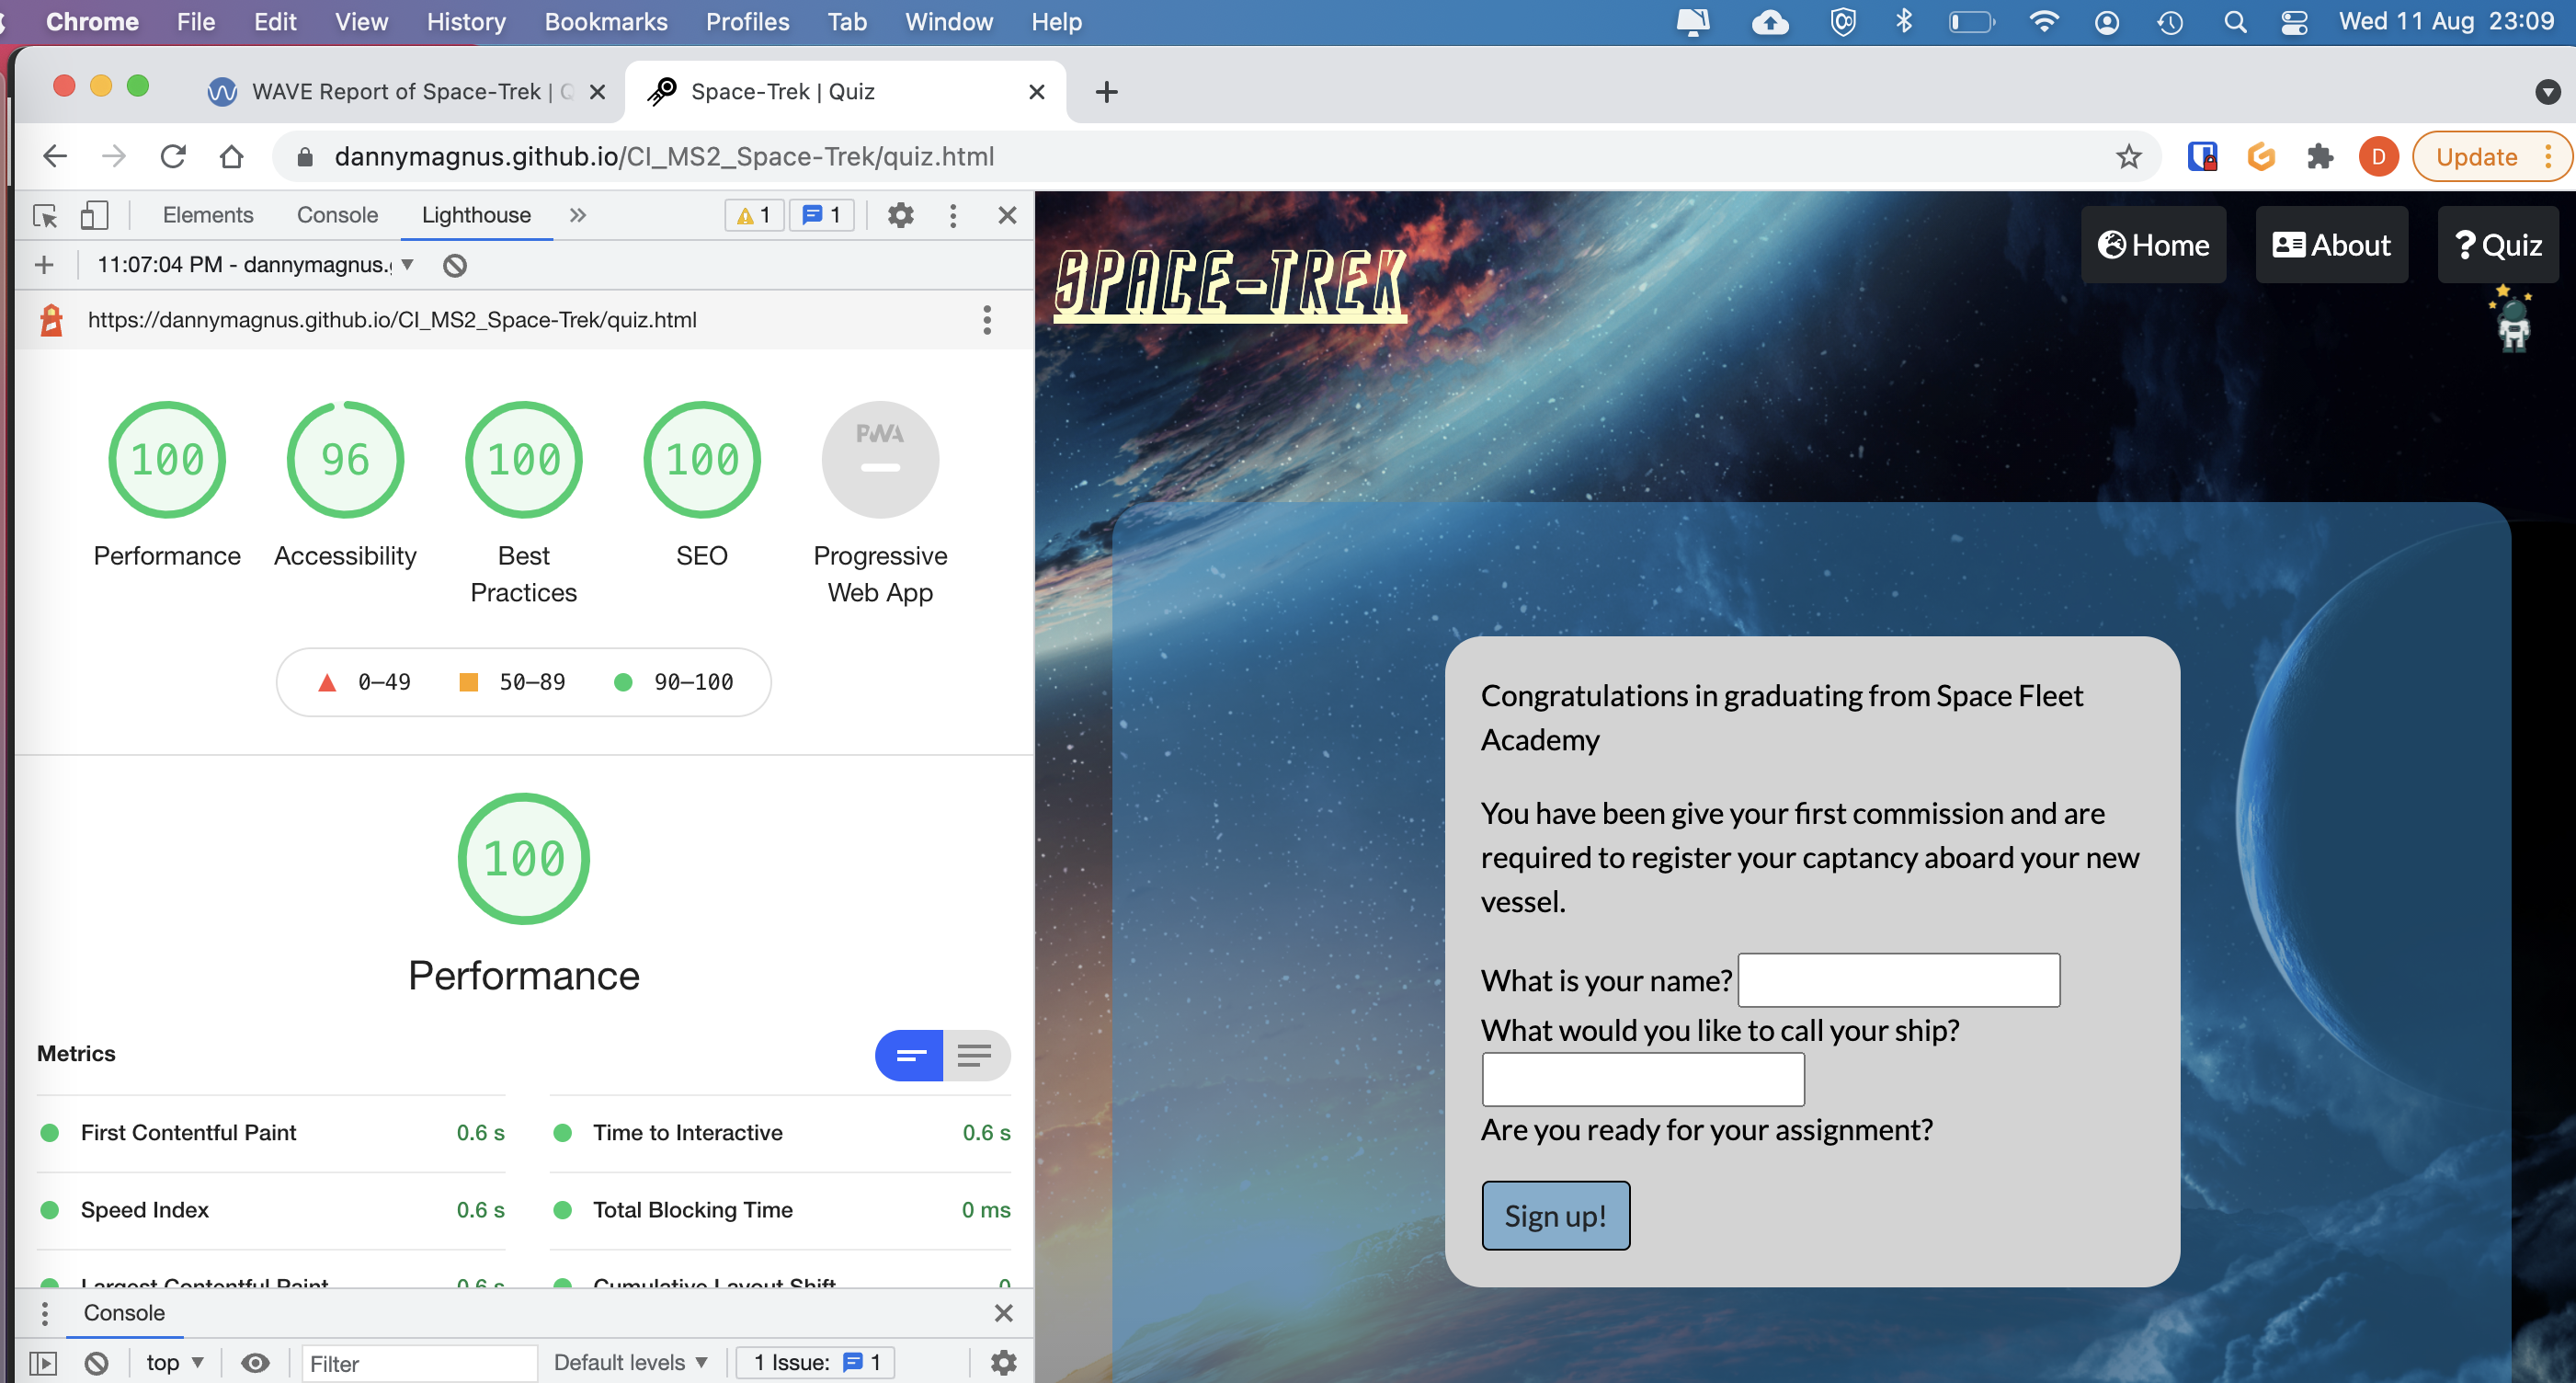 Chrome File Edit View History Bookmarks Profiles Tab Window Help Wed 11 Aug 23:09
WAVE Report of Space-Trek | Q
Space-Trek | Quiz
dannymagnus.github.io/CI_MS2_Space-Trek/quiz.html
D
Update
Elements Console Lighthouse 1 1
11:07:04 PM - dannymagnus.
https://dannymagnus.github.io/CI_MS2_Space-Trek/quiz.html
100 96 100 100 PWA
Performance Accessibility Best Practices SEO Progressive Web App
0–49 50–89 90–100
100
Performance
Metrics
First Contentful Paint 0.6 s
Time to Interactive 0.6 s
Speed Index 0.6 s
Total Blocking Time 0 ms
Largest Contentful Paint 0.6 s
Cumulative Layout Shift 0
Console
top Filter Default levels 1 Issue: 1
SPACE-TREK
Home About Quiz
Congratulations in graduating from Space Fleet
Academy
You have been give your first commission and are
required to register your captancy aboard your new
vessel.
What is your name?
What would you like to call your ship?
Are you ready for your assignment?
Sign up!